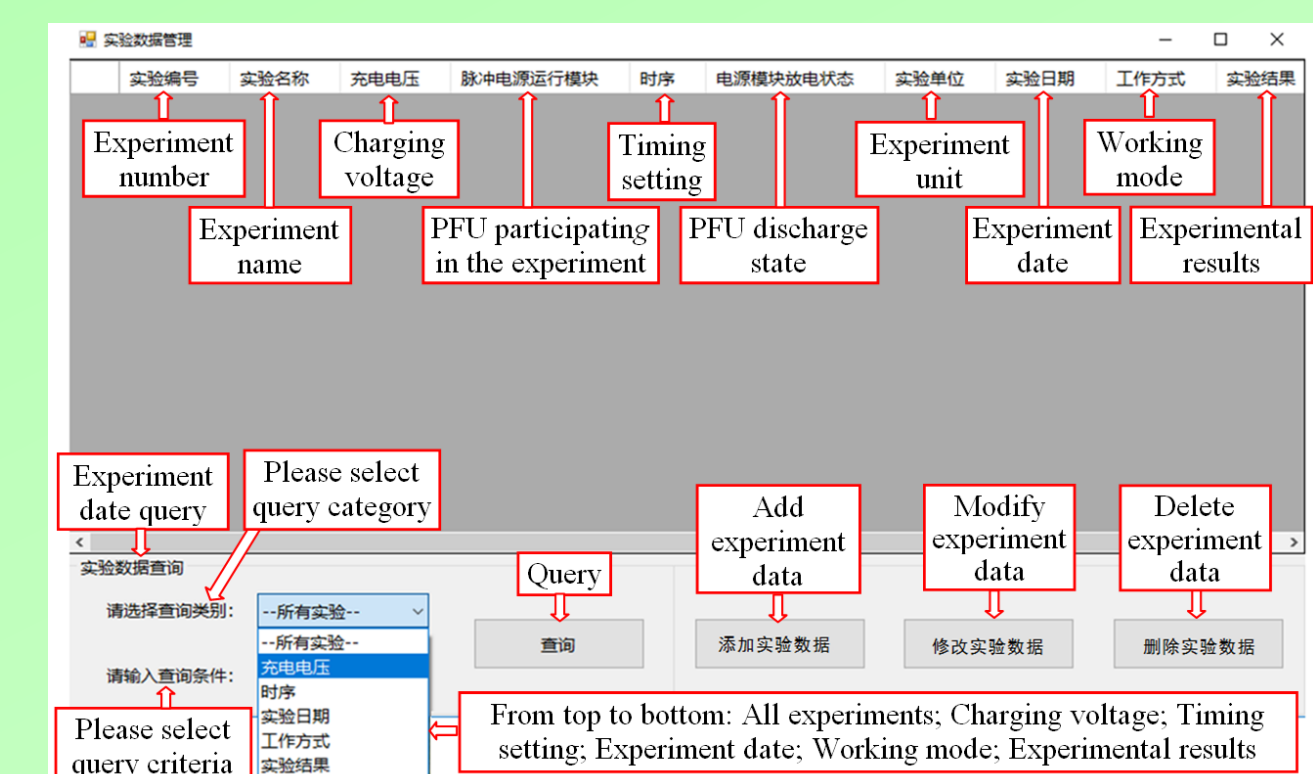 实验数据管理
实验编号 实验名称 充电电压 脉冲电源运行模块 时序 电源模块放电状态 实验单位 实验日期 工作方式 实验结果
Experiment
number
Charging
voltage
Timing
setting
Experiment
unit
Working
mode
Experiment
name
PFU participating
in the experiment
PFU discharge
state
Experiment
date
Experimental
results
Experiment
date query
Please select
query category
Add
experiment
data
Modify
experiment
data
Delete
experiment
data
实验数据查询
Query
请选择查询类别:
--所有实验--
查询
添加实验数据
修改实验数据
删除实验数据
请输入查询条件:
--所有实验--
充电电压
时序
实验日期
工作方式
实验结果
Please select
query criteria
From top to bottom: All experiments; Charging voltage; Timing
setting; Experiment date; Working mode; Experimental results